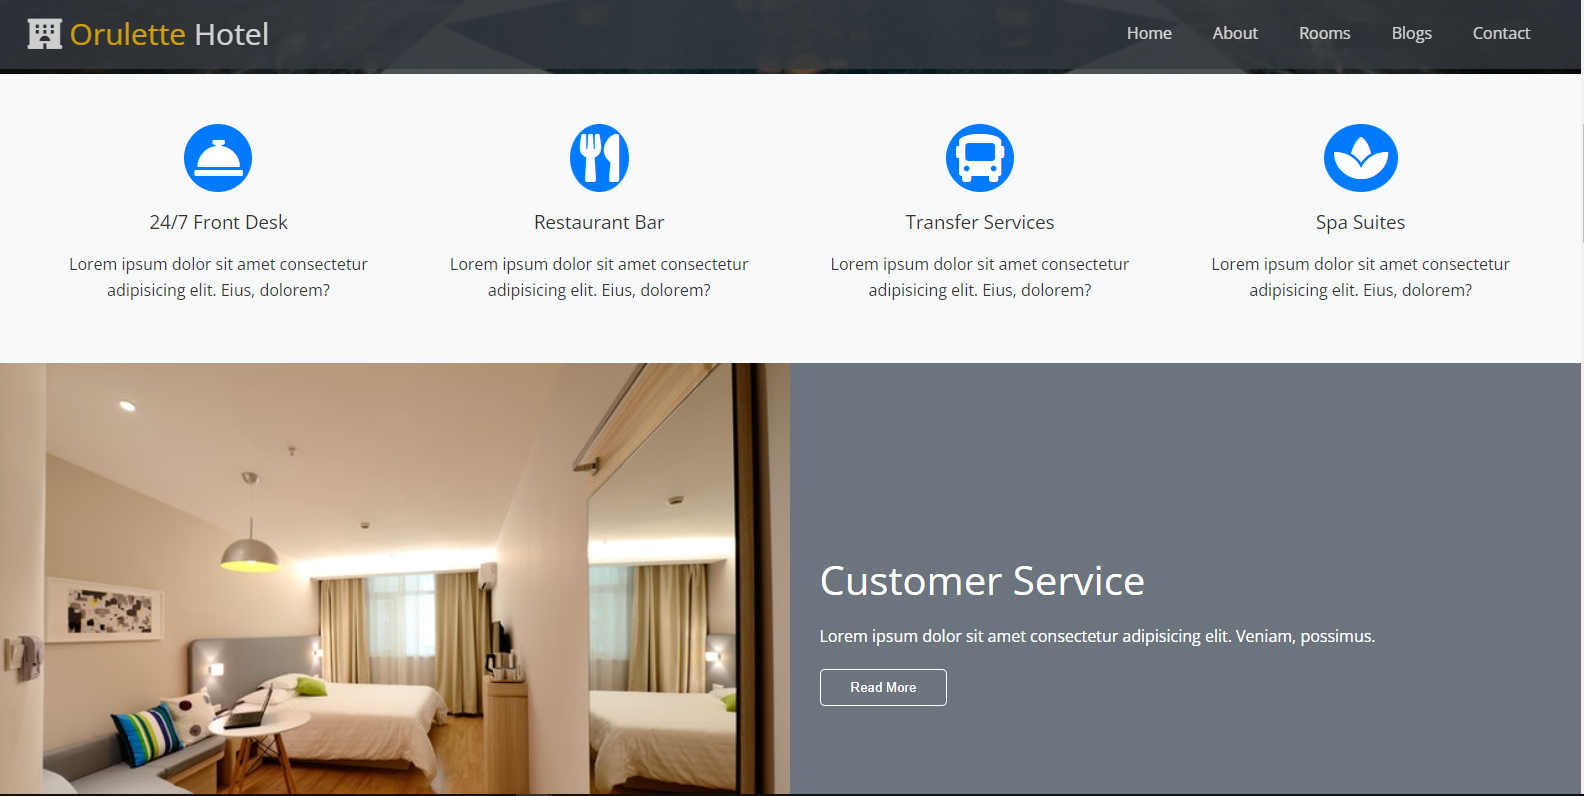 Orulette Hotel
Home
About
Rooms
Blogs
Contact
24/7 Front Desk
Lorem ipsum dolor sit amet consectetur
adipisicing elit. Eius, dolorem?
Restaurant Bar
Lorem ipsum dolor sit amet consectetur
adipisicing elit. Eius, dolorem?
Transfer Services
Lorem ipsum dolor sit amet consectetur
adipisicing elit. Eius, dolorem?
Spa Suites
Lorem ipsum dolor sit amet consectetur
adipisicing elit. Eius, dolorem?
Customer Service
Lorem ipsum dolor sit amet consectetur adipisicing elit. Veniam, possimus.
Read More